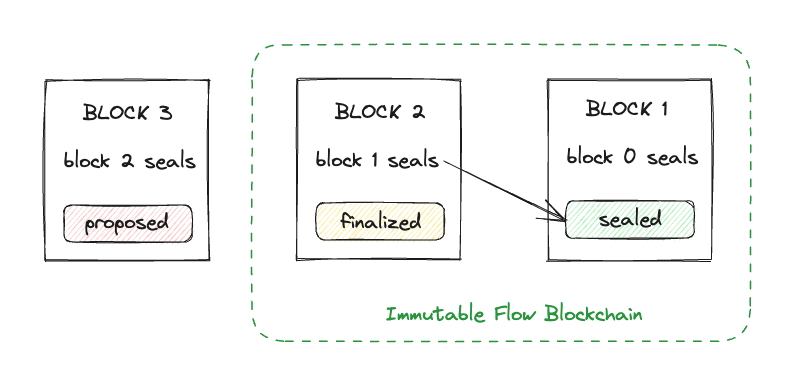 BLOCK 3
block 2 seals
proposed
BLOCK 2
block 1 seals
finalized
BLOCK 1
block 0 seals
sealed
Immutable Flow Blockchain